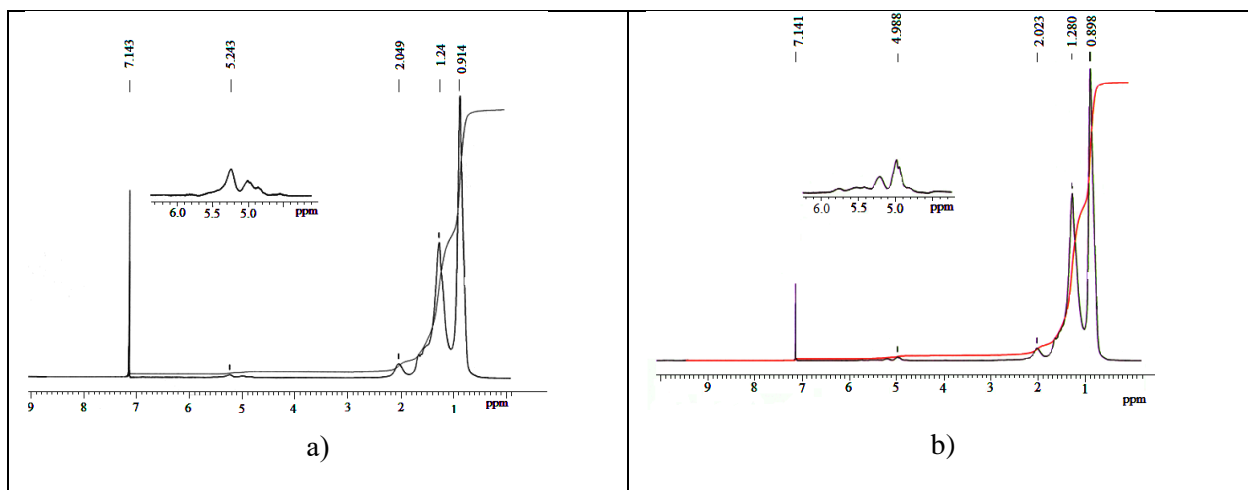 7.143 5.243 2.049 1.24 0.914
6.0 5.5 5.0 ppm
9 8 7 6 5 4 3 2 1 ppm
a)
7.141 4.988 2.023 1.280 0.898
6.0 5.5 5.0 ppm
9 8 7 6 5 4 3 2 1 ppm
b)